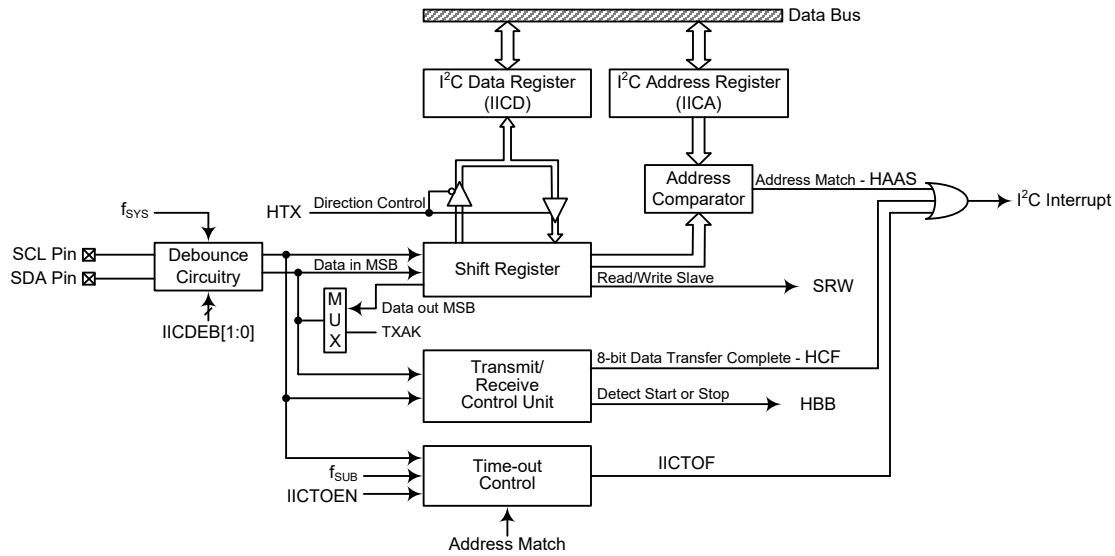 Data Bus
I²C Data Register
(IICD)
I²C Address Register
(IICA)
Address
Comparator
Address Match - HAAS
I²C Interrupt
HTX
Direction Control
fSYS
SCL Pin
SDA Pin
Debounce
Circuitry
IICDEB[1:0]
Data in MSB
Shift Register
Read/Write Slave
SRW
M
U
X
Data out MSB
TXAK
Transmit/
Receive
Control Unit
8-bit Data Transfer Complete - HCF
Detect Start or Stop
HBB
fSUB
IICTOEN
Time-out
Control
IICTOF
Address Match